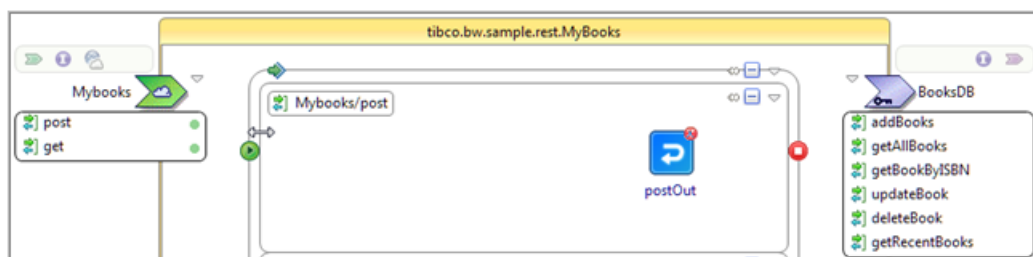 tibco.bw.sample.rest.MyBooks
Mybooks
post
get
Mybooks/post
postOut
BooksDB
addBooks
getAllBooks
getBookByISBN
updateBook
deleteBook
getRecentBooks